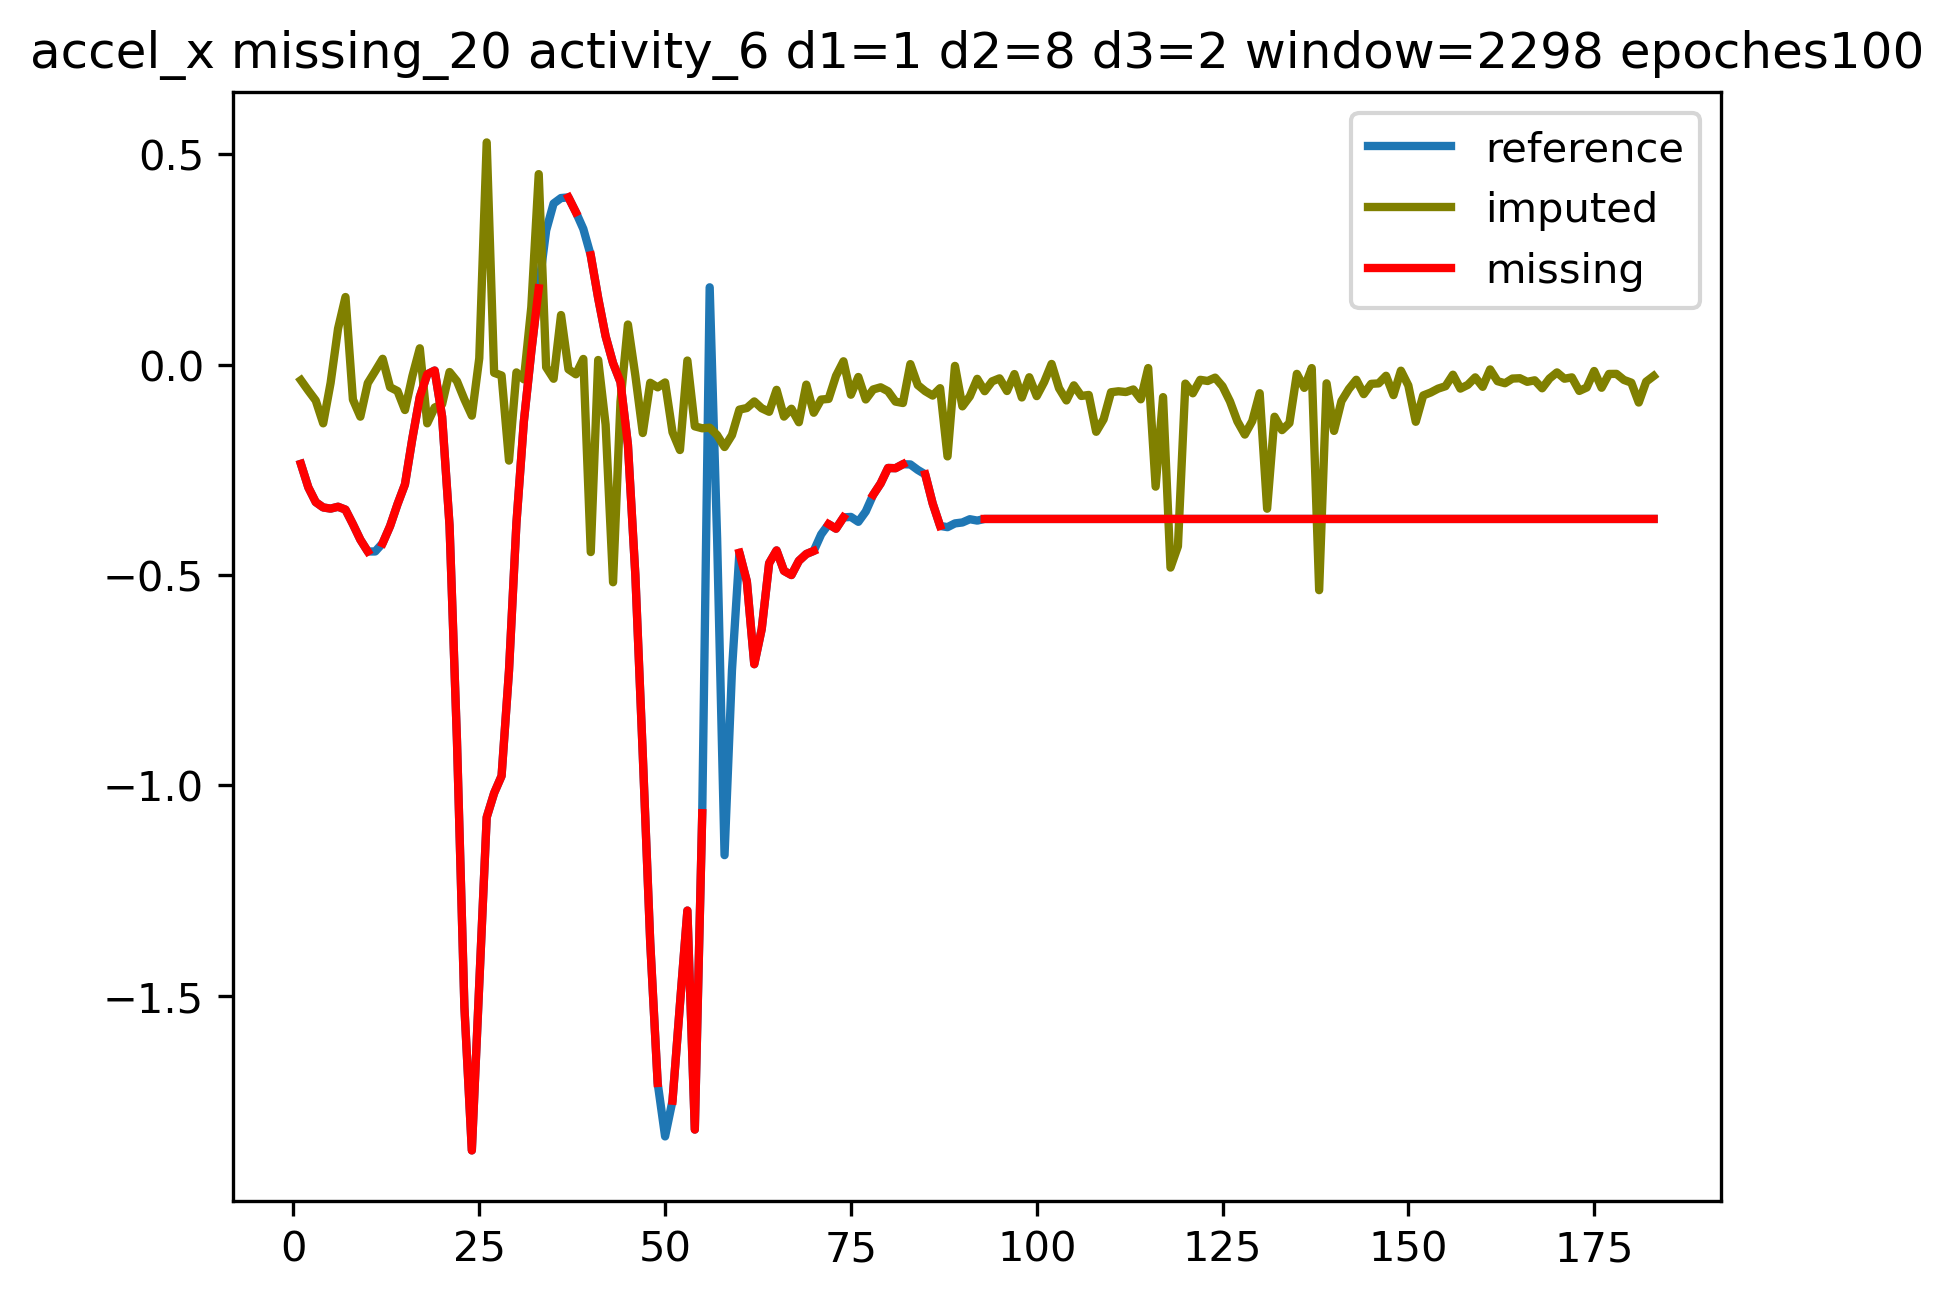 accel_x missing_20 activity_6 d1=1 d2=8 d3=2 window=2298 epoches100
reference
imputed
missing
0.5
0.0
−0.5
−1.0
−1.5
0 25 50 75 100 125 150 175